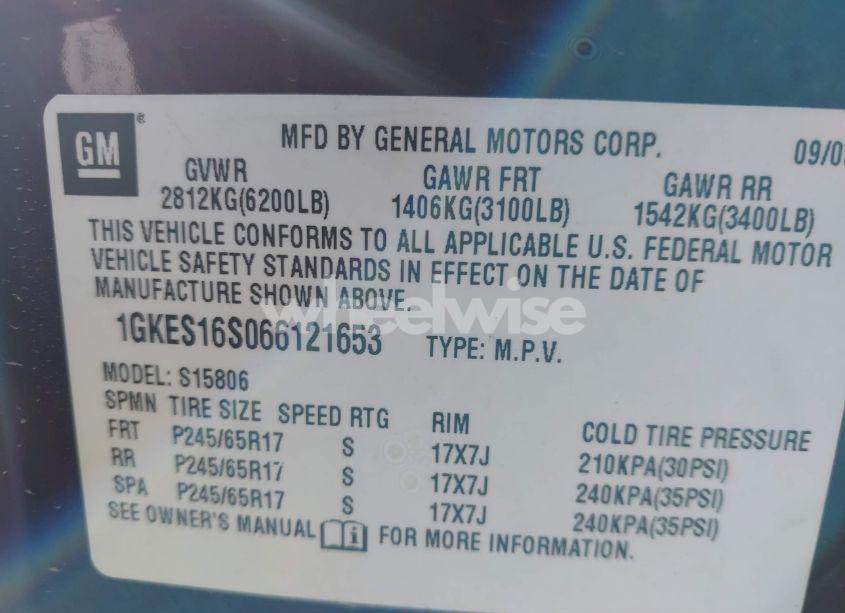 GM®
MFD BY GENERAL MOTORS CORP.
GVWR GAWR FRT GAWR RR
2812KG(6200LB) 1406KG(3100LB) 1542KG(3400LB)
THIS VEHICLE CONFORMS TO ALL APPLICABLE U.S. FEDERAL MOTOR
VEHICLE SAFETY STANDARDS IN EFFECT ON THE DATE OF
MANUFACTURE SHOWN ABOVE.
wheelwise
1GKES16S066121653 TYPE: M.P.V.
MODEL: S15806
SPMN TIRE SIZE SPEED RTG RIM COLD TIRE PRESSURE
FRT P245/65R17 S 17X7J 210KPA(30PSI)
RR P245/65R17 S 17X7J 240KPA(35PSI)
SPA P245/65R17 S 17X7J 240KPA(35PSI)
SEE OWNER'S MANUAL i FOR MORE INFORMATION.